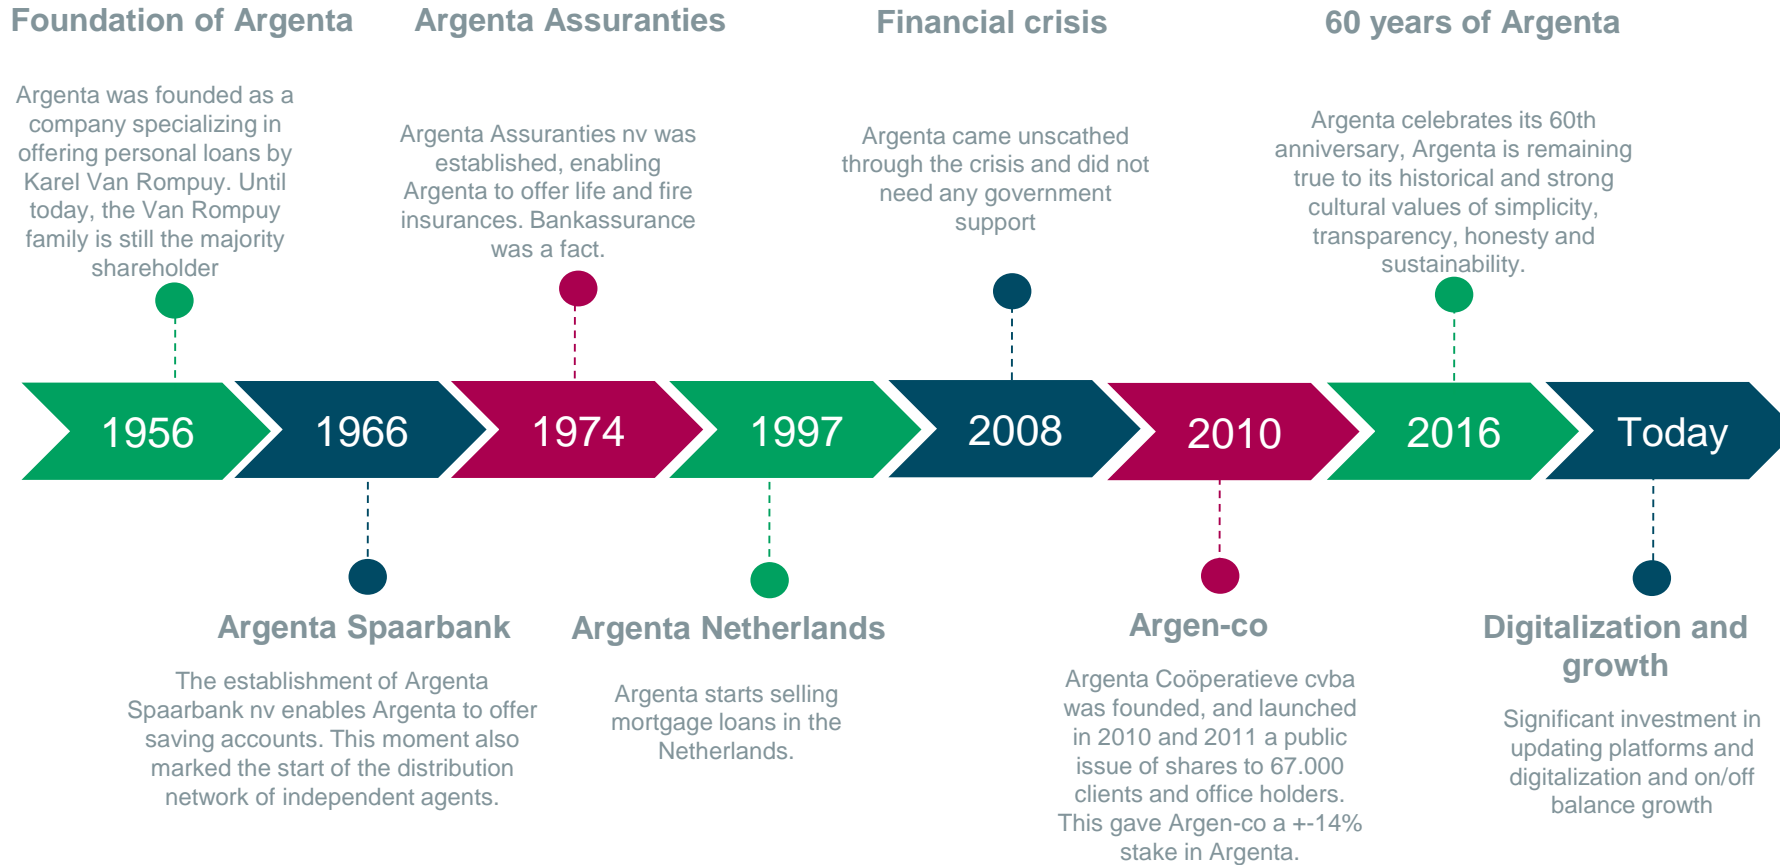 Foundation of Argenta
Argenta was founded as a
company specializing in
offering personal loans by
Karel Van Rompuy. Until
today, the Van Rompuy
family is still the majority
shareholder
Argenta Assuranties
Argenta Assuranties nv was
established, enabling
Argenta to offer life and fire
insurances. Bankassurance
was a fact.
Financial crisis
Argenta came unscathed
through the crisis and did not
need any government
support
60 years of Argenta
Argenta celebrates its 60th
anniversary, Argenta is remaining
true to its historical and strong
cultural values of simplicity,
transparency, honesty and
sustainability.
1956
1966
1974
1997
2008
2010
2016
Today
Argenta Spaarbank
The establishment of Argenta
Spaarbank nv enables Argenta to offer
saving accounts. This moment also
marked the start of the distribution
network of independent agents.
Argenta Netherlands
Argenta starts selling
mortgage loans in the
Netherlands.
Argen-co
Argenta Coöperatieve cvba
was founded, and launched
in 2010 and 2011 a public
issue of shares to 67.000
clients and office holders.
This gave Argen-co a +-14%
stake in Argenta.
Digitalization and
growth
Significant investment in
updating platforms and
digitalization and on/off
balance growth